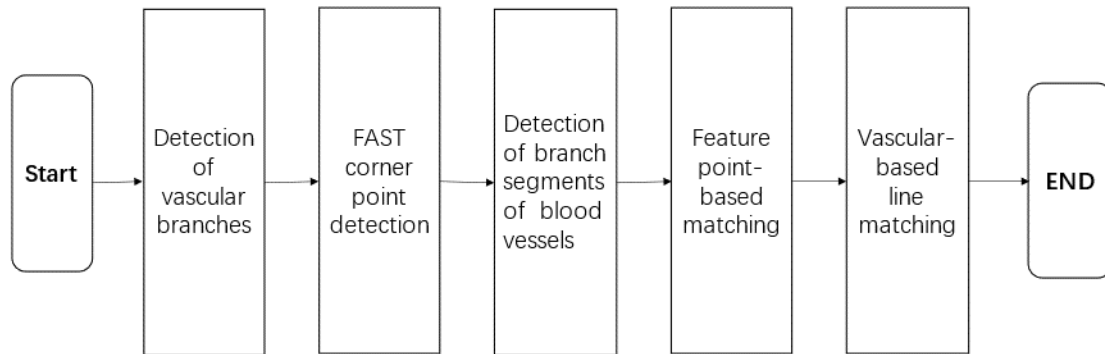 Start
Detection
of
vascular
branches
FAST
corner
point
detection
Detection
of branch
segments
of blood
vessels
Feature
point-
based
matching
Vascular-
based
line
matching
END